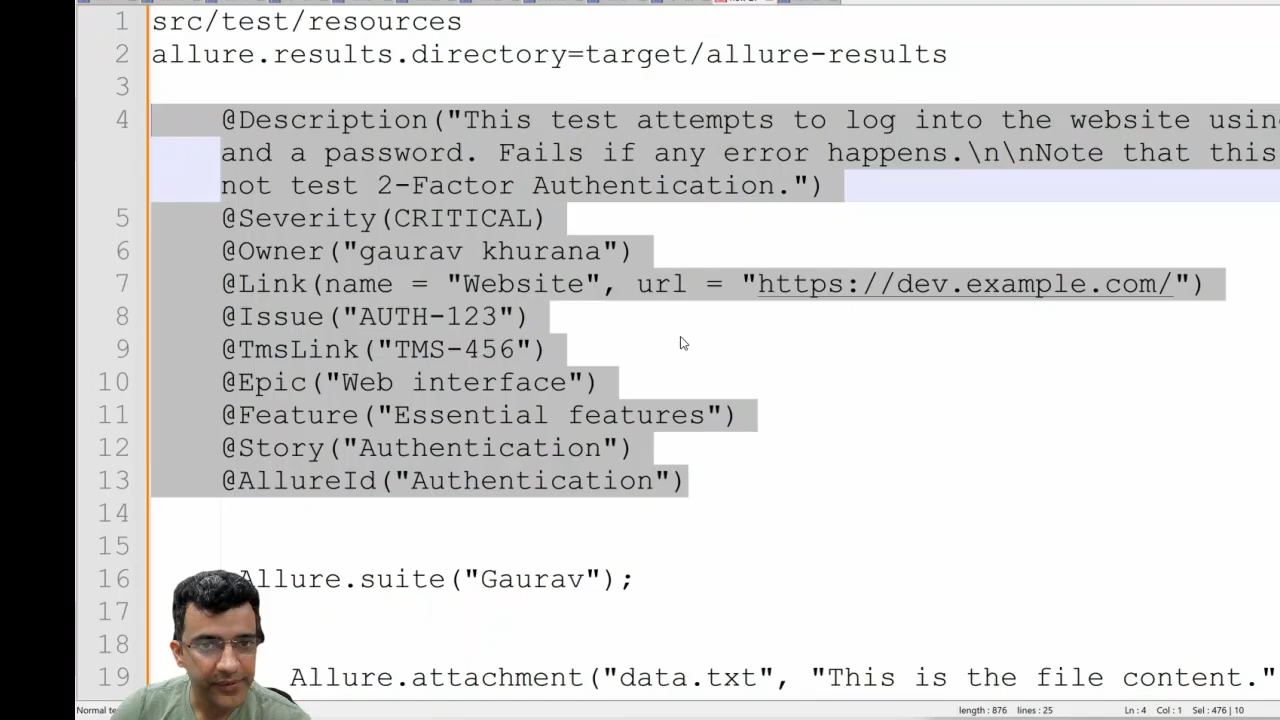 1 src/test/resources
2 allure.results.directory=target/allure-results
3
4 @Description("This test attempts to log into the website using
and a password. Fails if any error happens.\n\nNote that this
not test 2-Factor Authentication.")
5 @Severity(CRITICAL)
6 @Owner("gaurav khurana")
7 @Link(name = "Website", url = "https://dev.example.com/")
8 @Issue("AUTH-123")
9 @TmsLink("TMS-456")
10 @Epic("Web interface")
11 @Feature("Essential features")
12 @Story("Authentication")
13 @AllureId("Authentication")
14
15
16 Allure.suite("Gaurav");
17
18
19 Allure.attachment("data.txt", "This is the file content."
Normal length : 876 lines : 25 Ln : 4 Col : 1 Sel : 476 | 10